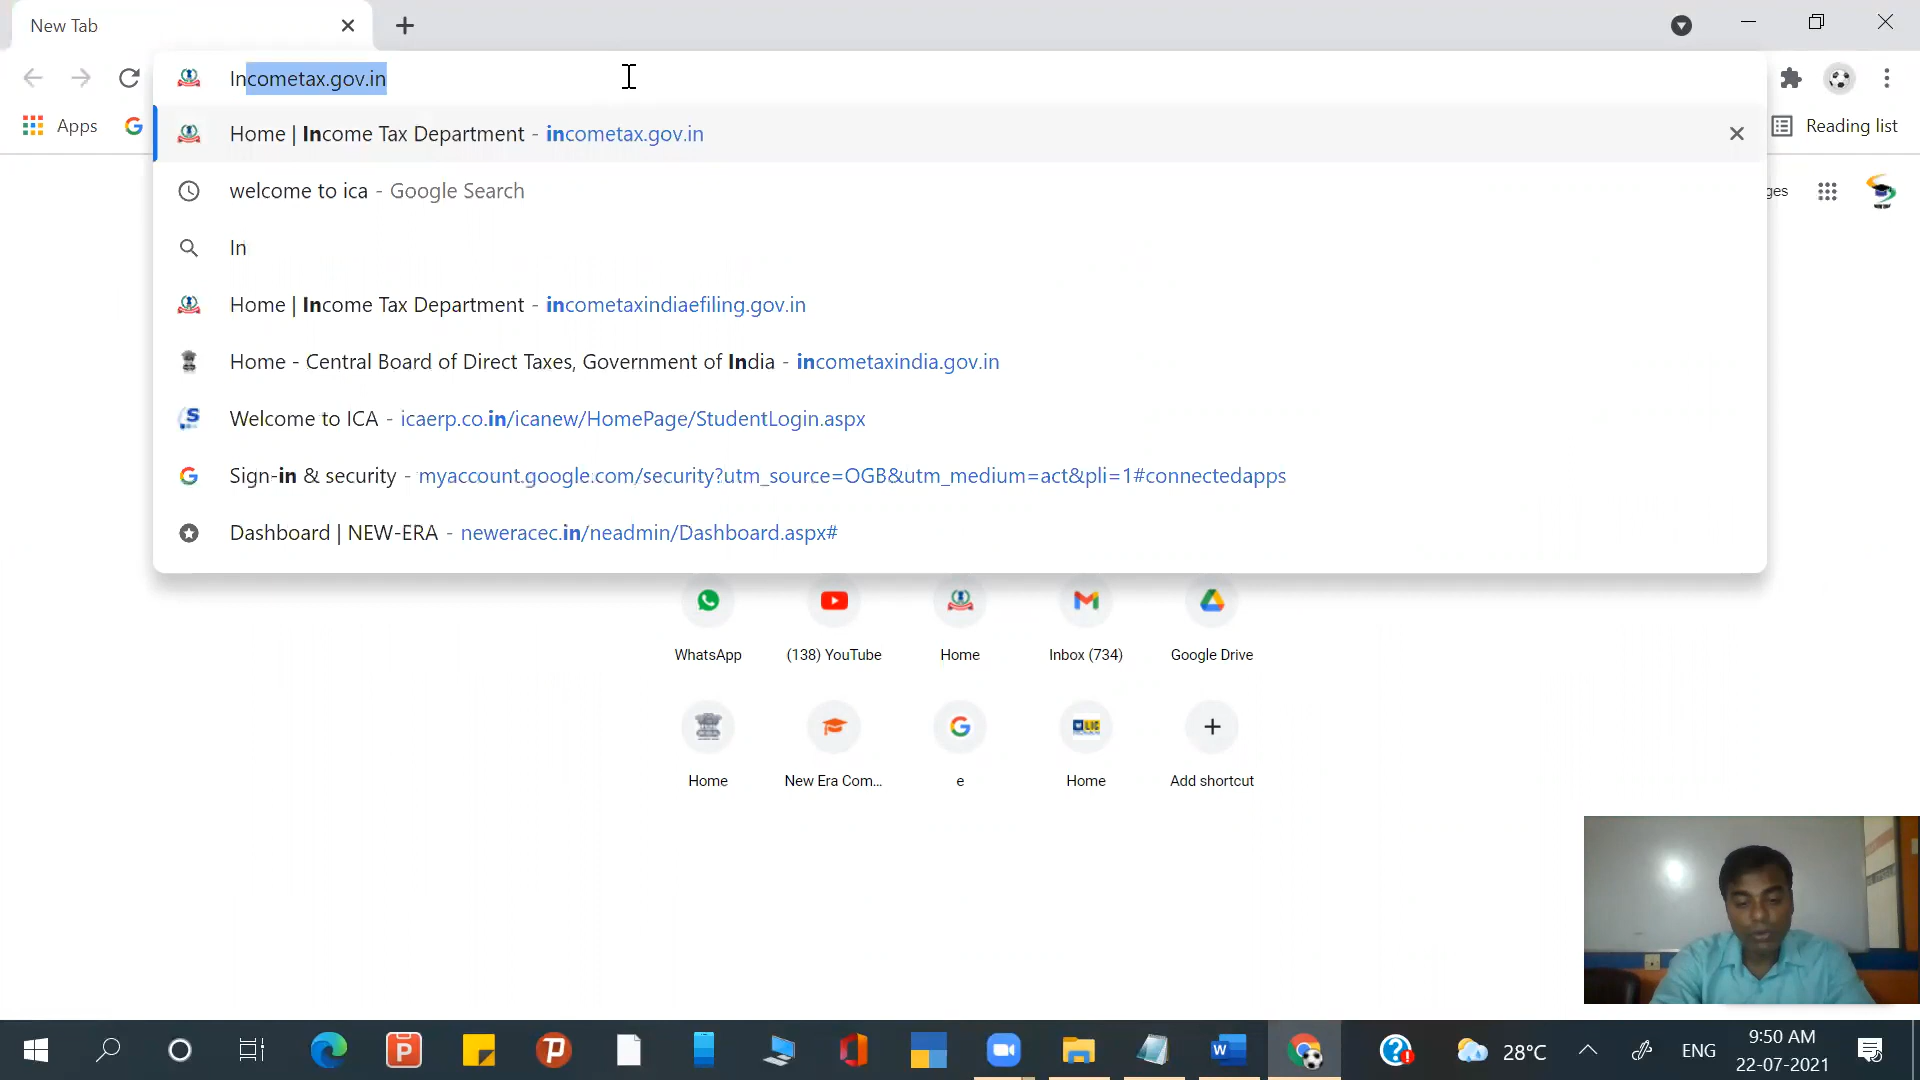 New Tab
Incometax.gov.in
Home | Income Tax Department - incometax.gov.in
Apps
Reading list
welcome to ica - Google Search
ges
In
Home | Income Tax Department - incometaxindiaefiling.gov.in
Home - Central Board of Direct Taxes, Government of India - incometaxindia.gov.in
Welcome to ICA - icaerp.co.in/icanew/HomePage/StudentLogin.aspx
Sign-in & security - myaccount.google.com/security?utm_source=OGB&utm_medium=act&pli=1#connectedapps
Dashboard | NEW-ERA - neweracec.in/neadmin/Dashboard.aspx#
WhatsApp
(138) YouTube
Home
Inbox (734)
Google Drive
LIC
Home
New Era Com...
e
Home
Add shortcut
28°C
ENG
9:50 AM
22-07-2021